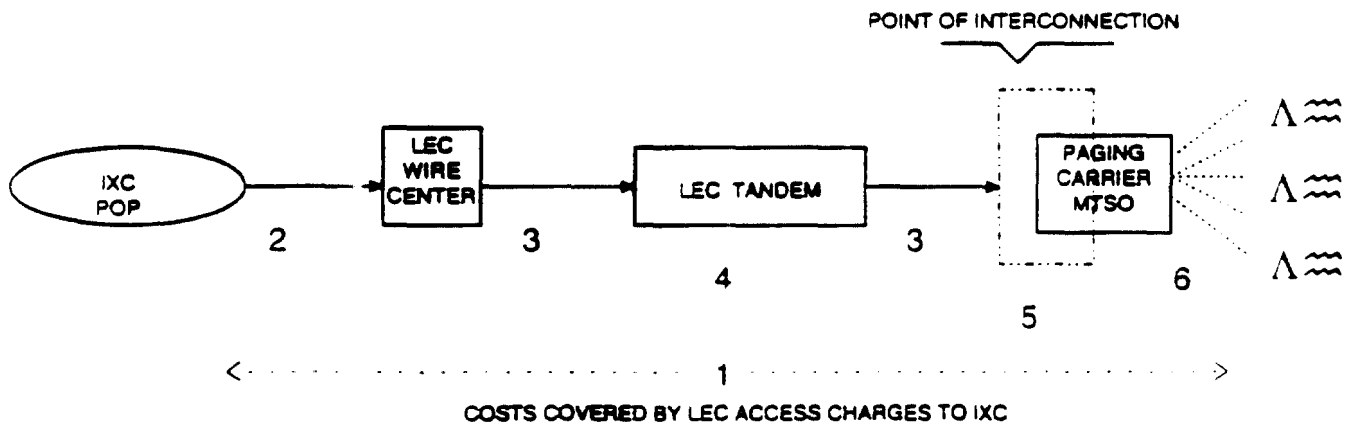 POINT OF INTERCONNECTION
IXC
POP
LEC
WIRE
CENTER
LEC TANDEM
PAGING
CARRIER
MTSO
2
3
4
3
5
6
1
COSTS COVERED BY LEC ACCESS CHARGES TO IXC